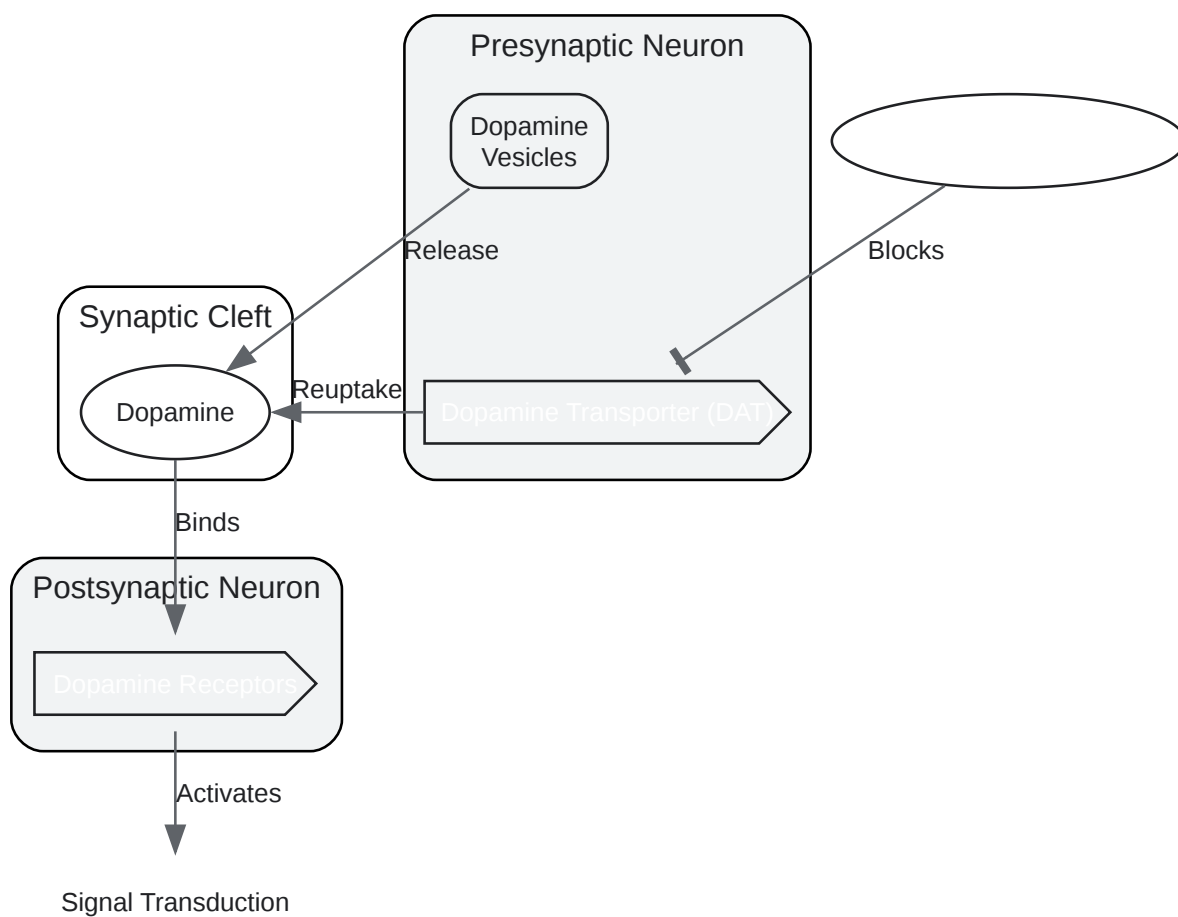 Presynaptic Neuron
Dopamine
Vesicles
Release
Blocks
Synaptic Cleft
Dopamine
Reuptake
Dopamine Transporter (DAT)
Binds
Postsynaptic Neuron
Dopamine Receptors
Activates
Signal Transduction